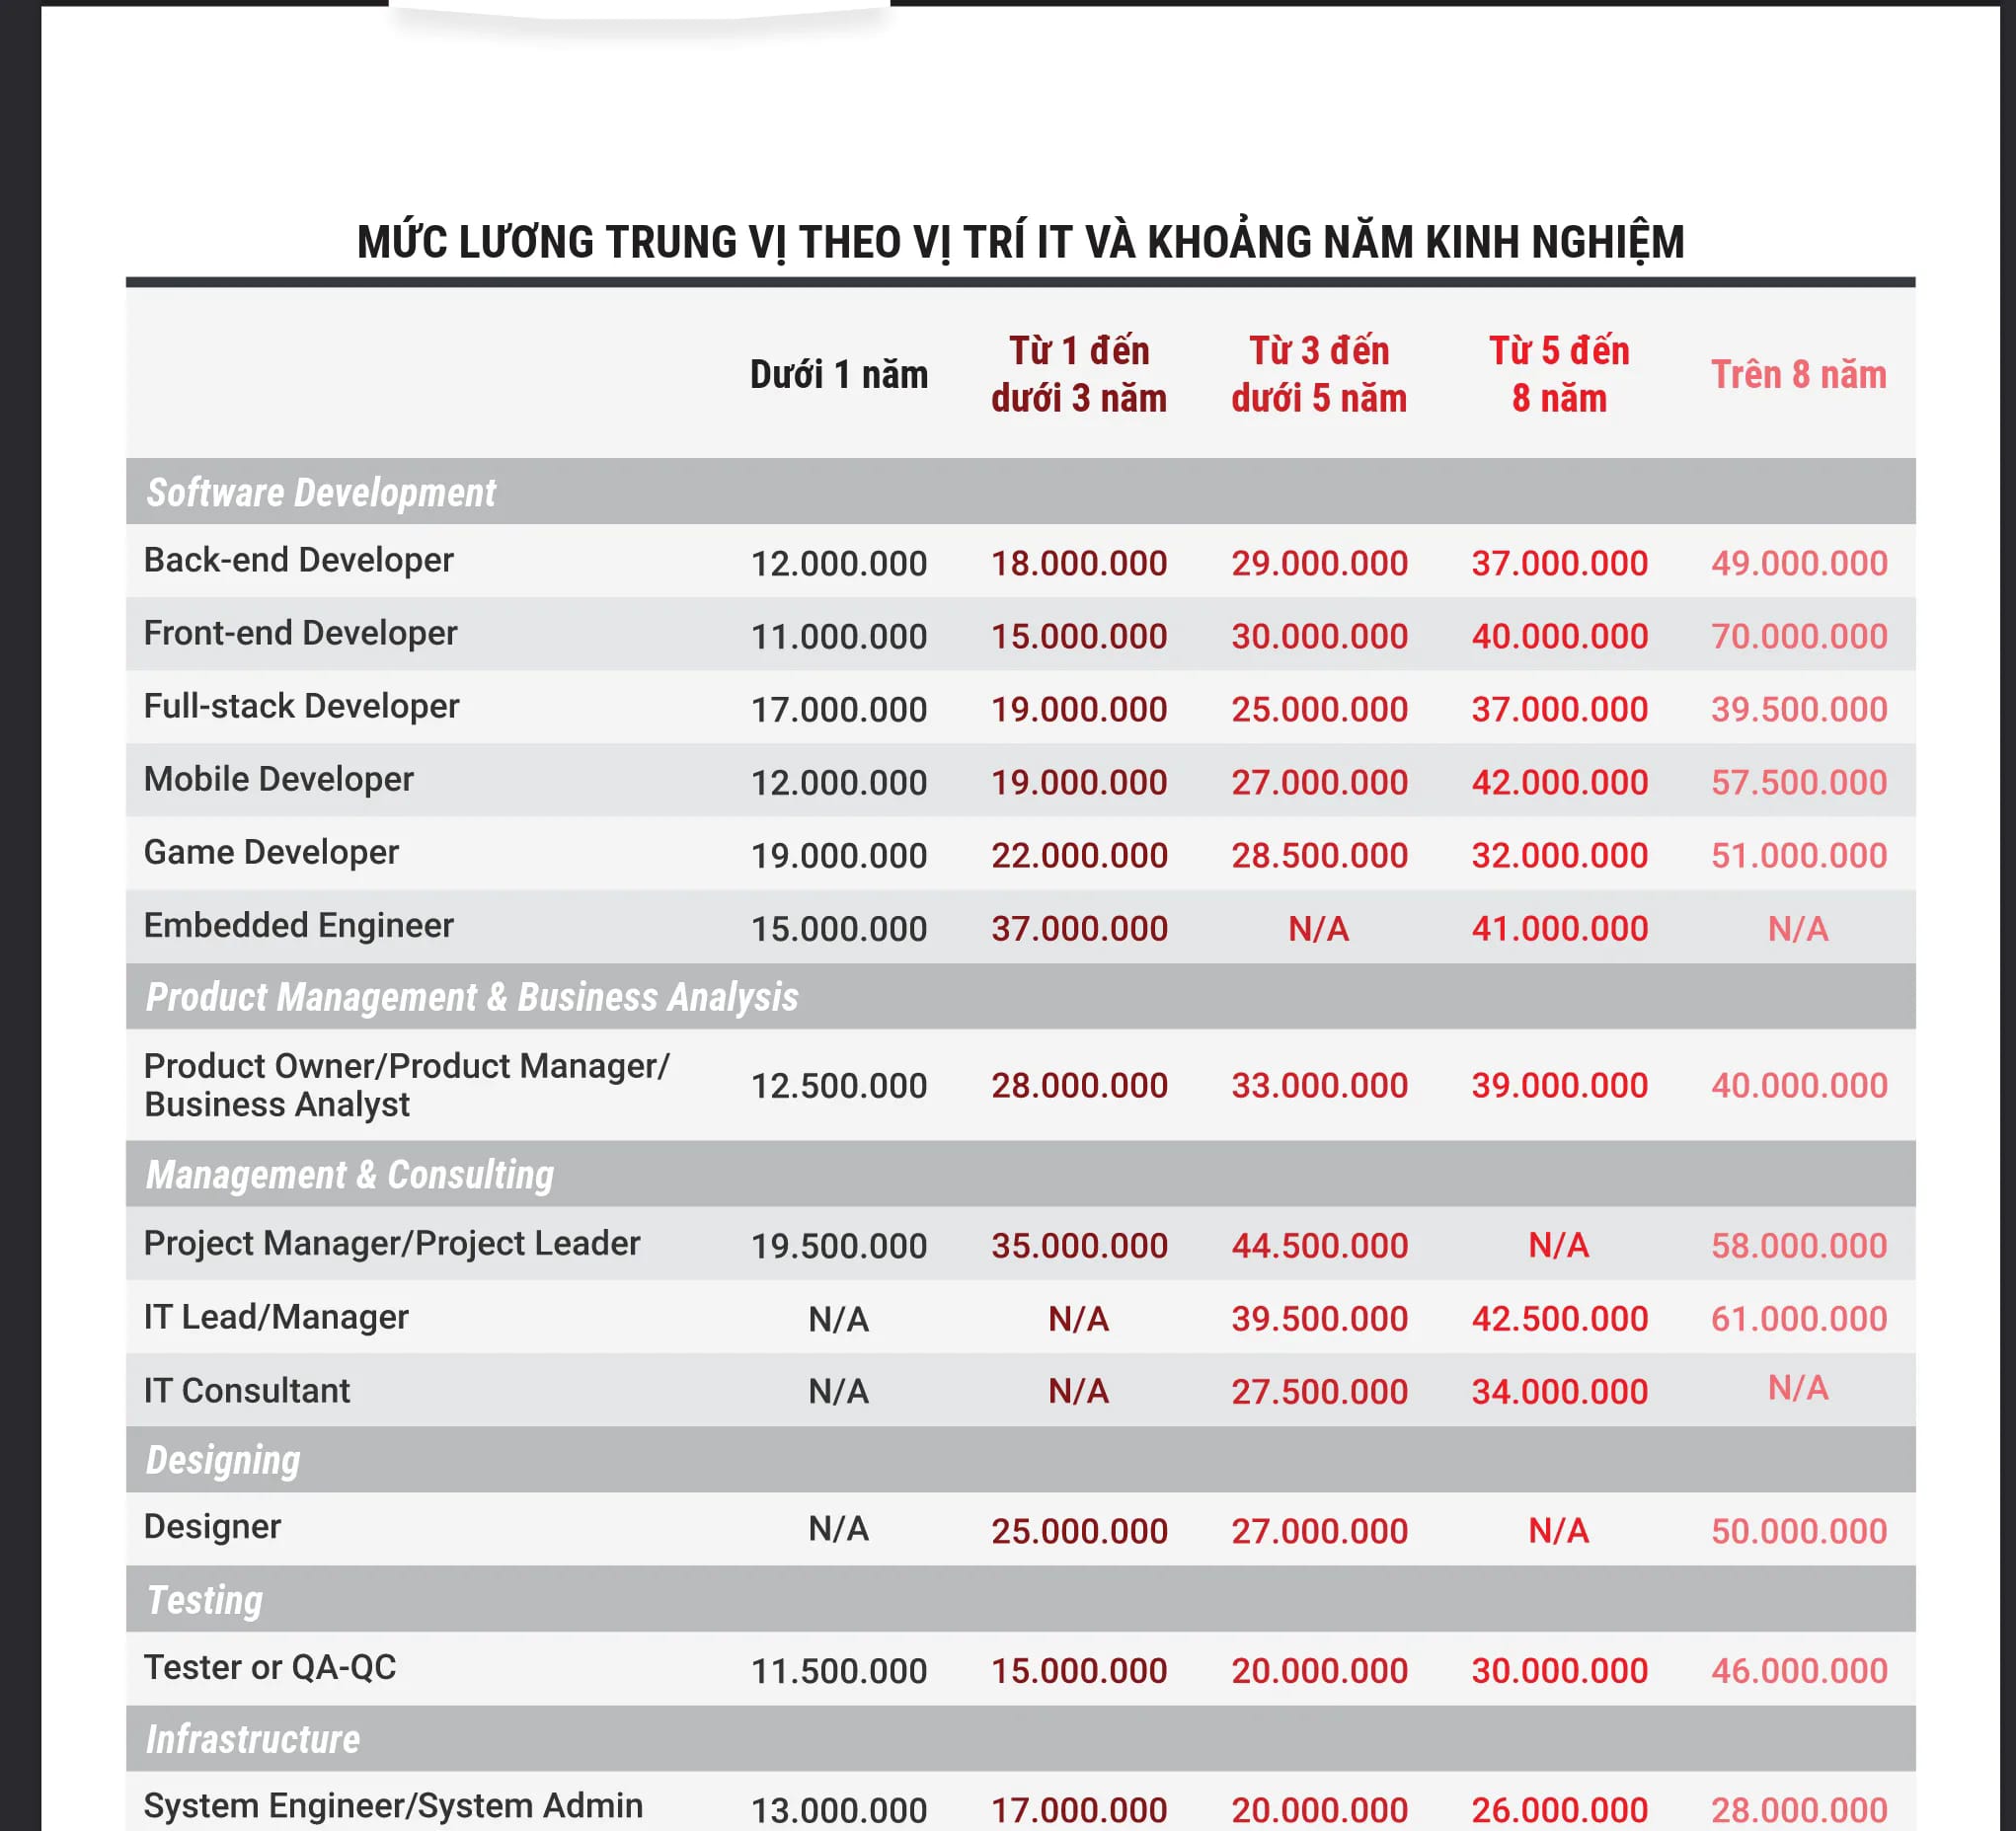 MỨC LƯƠNG TRUNG VỊ THEO VỊ TRÍ IT VÀ KHOẢNG NĂM KINH NGHIỆM
Dưới 1 năm Từ 1 đến dưới 3 năm Từ 3 đến dưới 5 năm Từ 5 đến 8 năm Trên 8 năm
Software Development
Back-end Developer 12.000.000 18.000.000 29.000.000 37.000.000 49.000.000
Front-end Developer 11.000.000 15.000.000 30.000.000 40.000.000 70.000.000
Full-stack Developer 17.000.000 19.000.000 25.000.000 37.000.000 39.500.000
Mobile Developer 12.000.000 19.000.000 27.000.000 42.000.000 57.500.000
Game Developer 19.000.000 22.000.000 28.500.000 32.000.000 51.000.000
Embedded Engineer 15.000.000 37.000.000 N/A 41.000.000 N/A
Product Management & Business Analysis
Product Owner/Product Manager/
Business Analyst 12.500.000 28.000.000 33.000.000 39.000.000 40.000.000
Management & Consulting
Project Manager/Project Leader 19.500.000 35.000.000 44.500.000 N/A 58.000.000
IT Lead/Manager N/A N/A 39.500.000 42.500.000 61.000.000
IT Consultant N/A N/A 27.500.000 34.000.000 N/A
Designing
Designer N/A 25.000.000 27.000.000 N/A 50.000.000
Testing
Tester or QA-QC 11.500.000 15.000.000 20.000.000 30.000.000 46.000.000
Infrastructure
System Engineer/System Admin 13.000.000 17.000.000 20.000.000 26.000.000 28.000.000